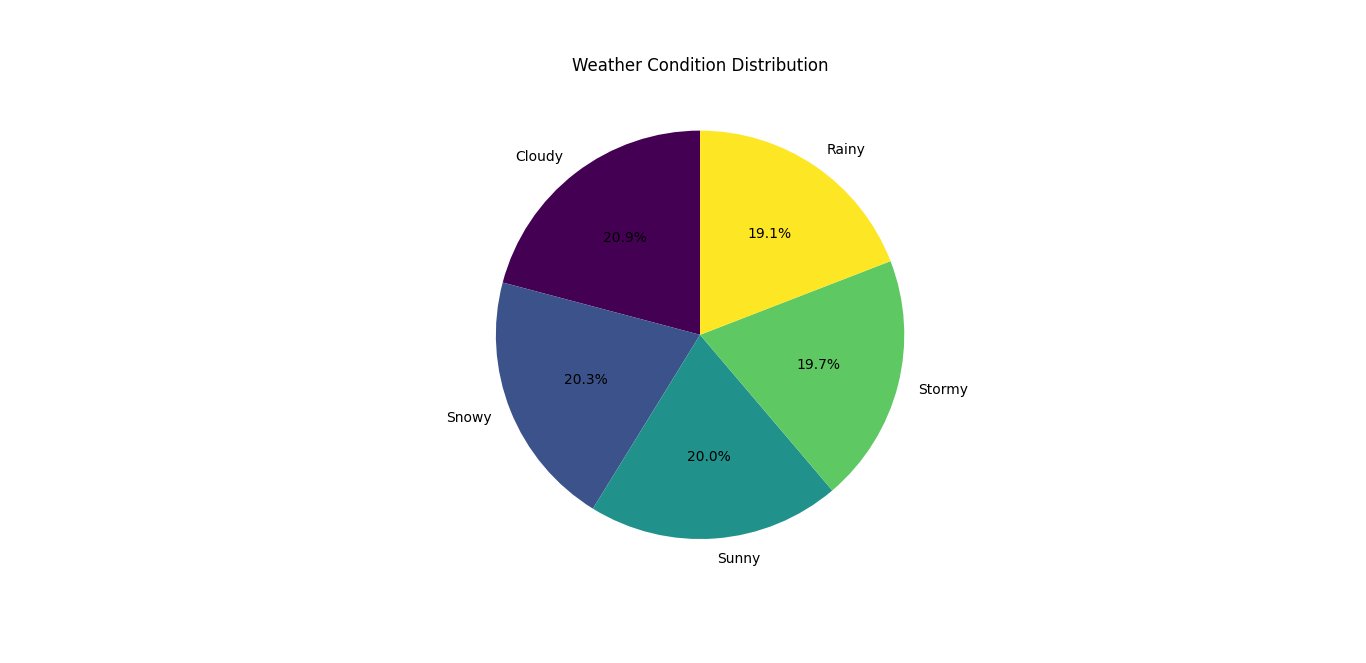 Weather Condition Distribution
Rainy
Cloudy
19.1%
20.9%
19.7%
20.3%
Stormy
Snowy
20.0%
Sunny